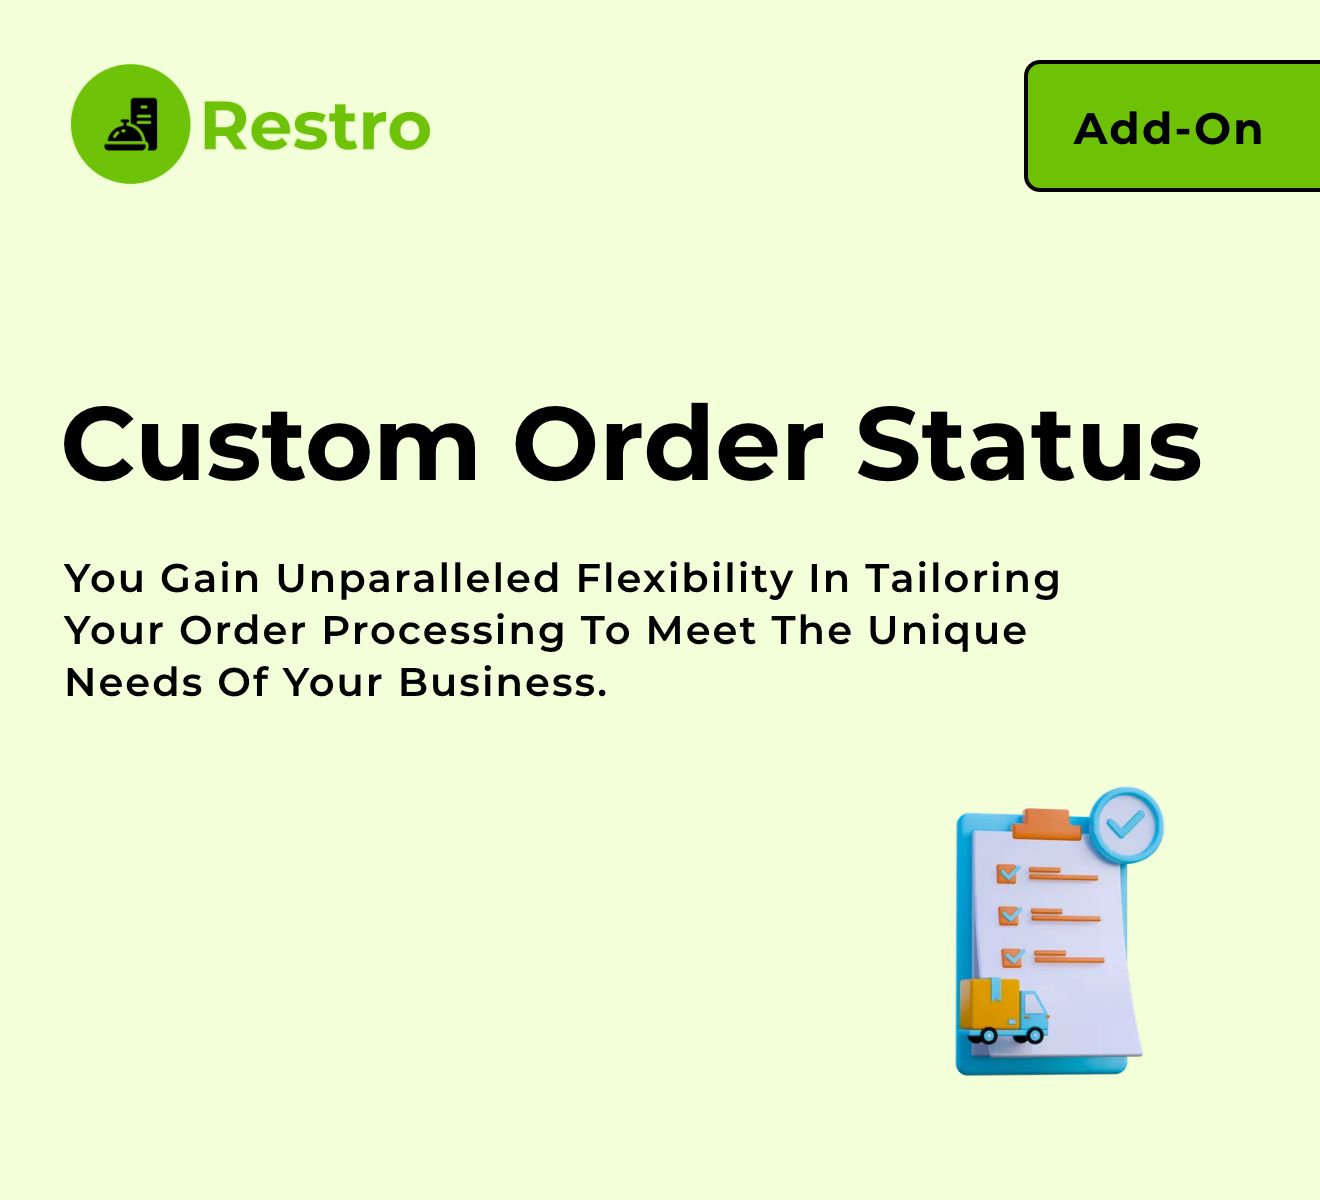 Restro
Add-On
Custom Order Status
You Gain Unparalleled Flexibility In Tailoring
Your Order Processing To Meet The Unique
Needs Of Your Business.